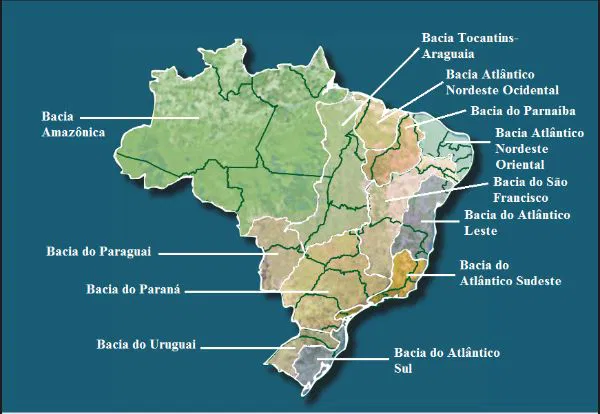 Bacia Tocantins-
Araguaia
Bacia Atlântico
Nordeste Ocidental
Bacia do Parnaíba
Bacia Atlântico
Nordeste
Oriental
Bacia do São
Francisco
Bacia do Atlântico
Leste
Bacia do
Atlântico Sudeste
Bacia do Atlântico
Sul
Bacia
Amazônica
Bacia do Paraguai
Bacia do Paraná
Bacia do Uruguai